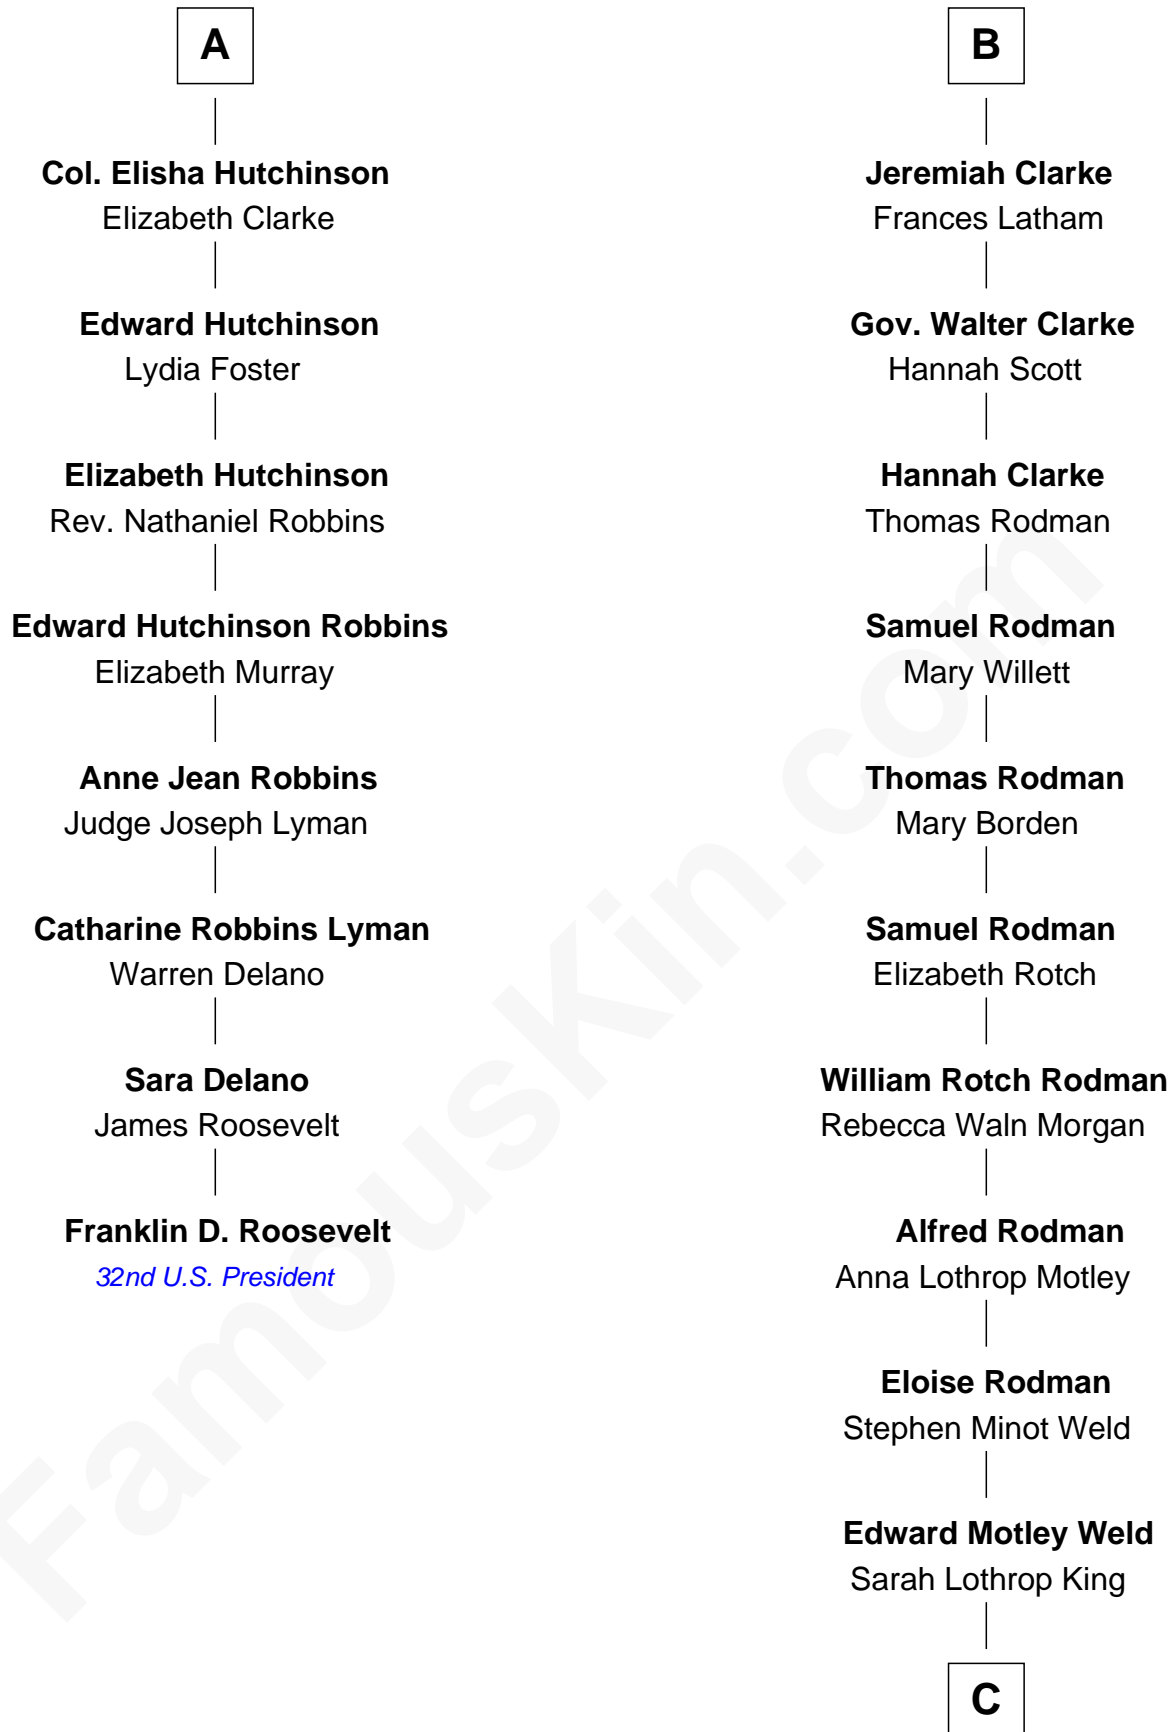 A
Col. Elisha Hutchinson
Elizabeth Clarke
Edward Hutchinson
Lydia Foster
Elizabeth Hutchinson
Rev. Nathaniel Robbins
Edward Hutchinson Robbins
Elizabeth Murray
Anne Jean Robbins
Judge Joseph Lyman
Catharine Robbins Lyman
Warren Delano
Sara Delano
James Roosevelt
Franklin D. Roosevelt
32nd U.S. President
B
Jeremiah Clarke
Frances Latham
Gov. Walter Clarke
Hannah Scott
Hannah Clarke
Thomas Rodman
Samuel Rodman
Mary Willett
Thomas Rodman
Mary Borden
Samuel Rodman
Elizabeth Rotch
William Rotch Rodman
Rebecca Waln Morgan
Alfred Rodman
Anna Lothrop Motley
Eloise Rodman
Stephen Minot Weld
Edward Motley Weld
Sarah Lothrop King
C
FamousKin.com